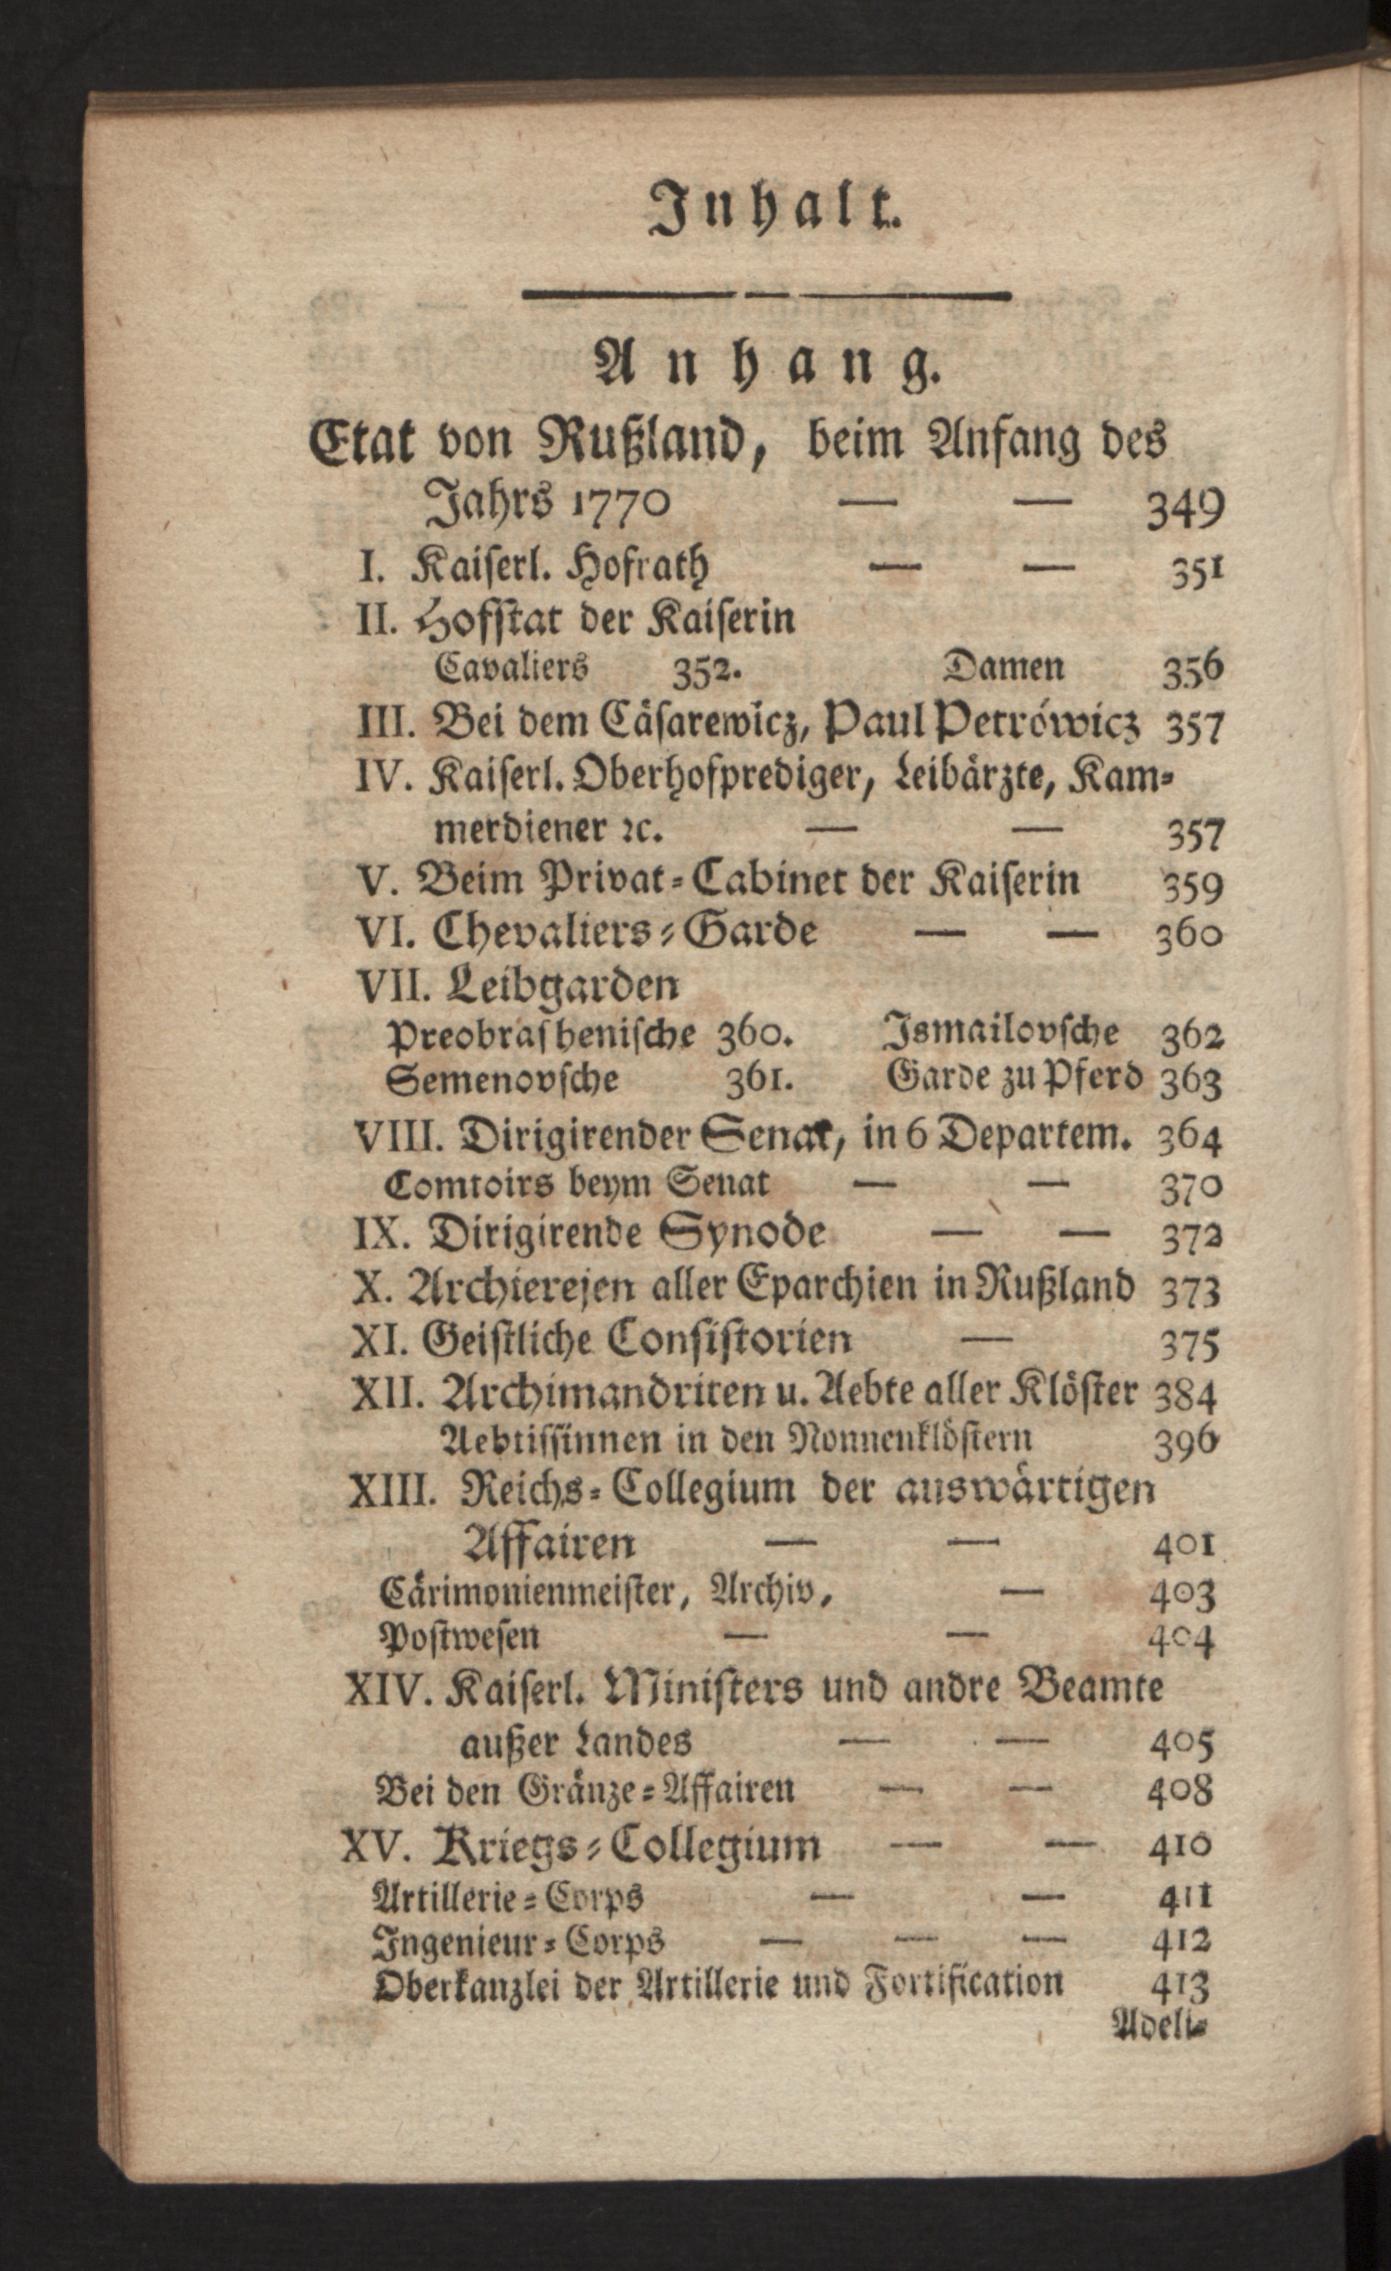 Inhalt.
Anhang.
Etat von Rußland, beim Anfang des
Jahrs 1770 — — 349
I. Kaiserl. Hofrath — — 351
II. Hofstat der Kaiserin
Cavaliers 352. Damen 356
III. Bei dem Cäsarewicz, Paul Petrówicz 357
IV. Kaiserl. Oberhofprediger, Leibärzte, Kam-
merdiener ꝛc. — — 357
V. Beim Privat-Cabinet der Kaiserin 359
VI. Chevaliers-Garde — — 360
VII. Leibgarden
Preobrashenische 360. Ismailovsche 362
Semenovsche 361. Garde zu Pferd 363
VIII. Dirigirender Senat, in 6 Departem. 364
Comtoirs beym Senat — — 370
IX. Dirigirende Synode — — 372
X. Archierejen aller Eparchien in Rußland 373
XI. Geistliche Consistorien — 375
XII. Archimandriten u. Aebte aller Klöster 384
Aebtissinnen in den Nonnenklöstern 396
XIII. Reichs-Collegium der auswärtigen
Affairen — — 401
Cärimonienmeister, Archiv, — 403
Postwesen — — 404
XIV. Kaiserl. Ministers und andre Beamte
außer Landes — — 405
Bei den Gränze-Affairen — — 408
XV. Kriegs-Collegium — — 410
Artillerie-Corps — — 411
Ingenieur-Corps — — — 412
Oberkanzlei der Artillerie und Fortification 413
Adeli-